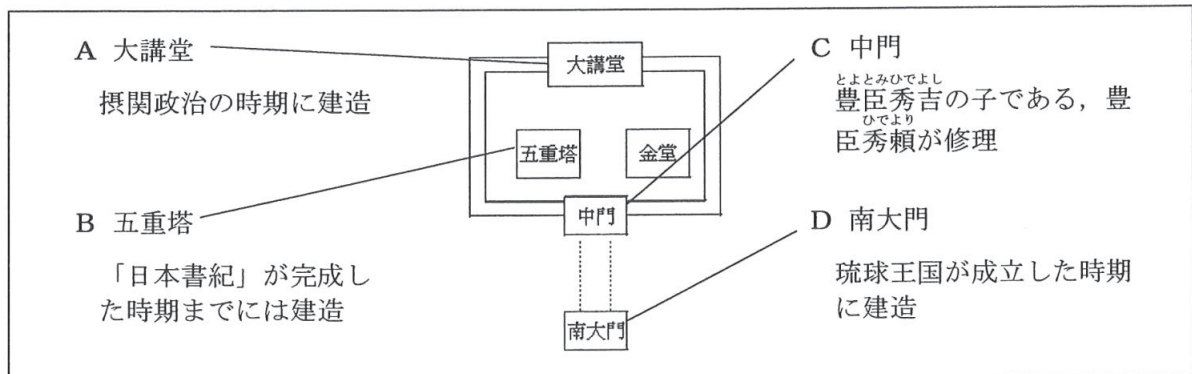 A 大講堂
摂関政治の時期に建造
B 五重塔
「日本書紀」が完成し
た時期までには建造
大講堂
五重塔
金堂
中門
南大門
C 中門
とよとみひでよし
豊臣秀吉の子である，豊
ひでより
臣秀頼が修理
D 南大門
琉球王国が成立した時期
に建造